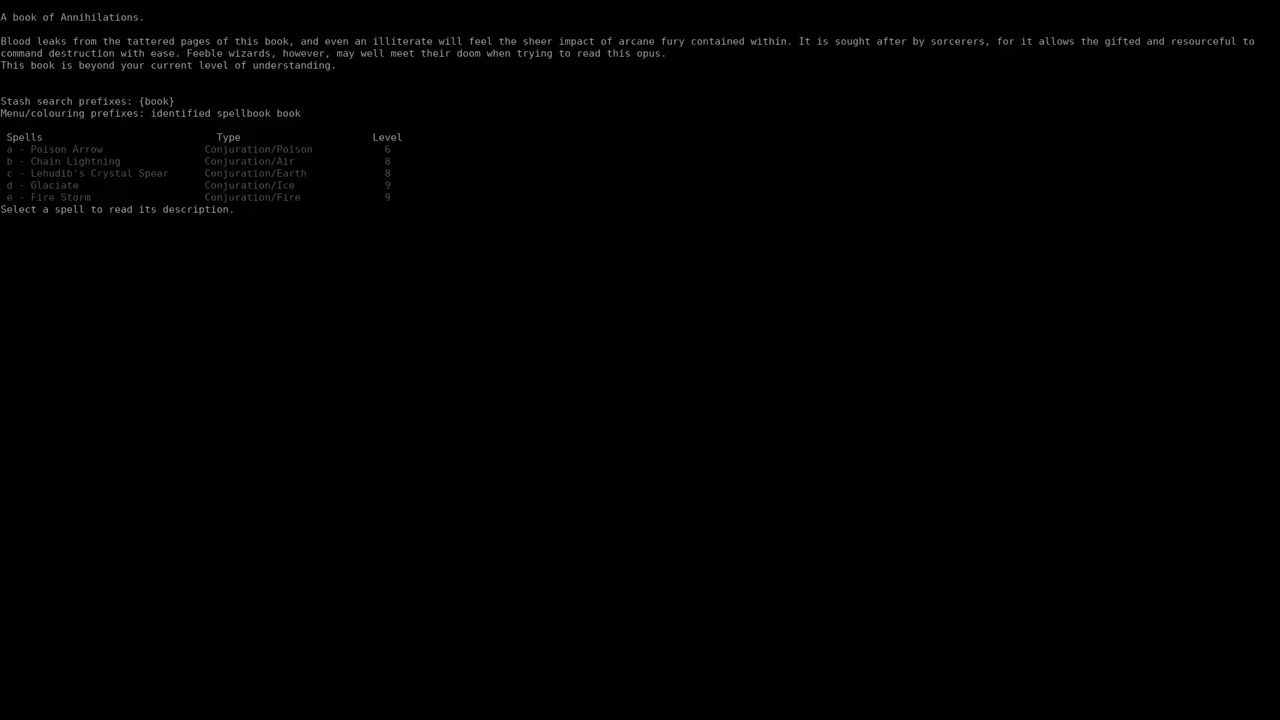 A book of Annihilations.
Blood leaks from the tattered pages of this book, and even an illiterate will feel the sheer impact of arcane fury contained within. It is sought after by sorcerers, for it allows the gifted and resourceful to
command destruction with ease. Feeble wizards, however, may well meet their doom when trying to read this opus.
This book is beyond your current level of understanding.
Stash search prefixes: {book}
Menu/colouring prefixes: identified spellbook book
Spells Type Level
a - Poison Arrow Conjuration/Poison 6
b - Chain Lightning Conjuration/Air 8
c - Lehudib's Crystal Spear Conjuration/Earth 8
d - Glaciate Conjuration/Ice 9
e - Fire Storm Conjuration/Fire 9
Select a spell to read its description.